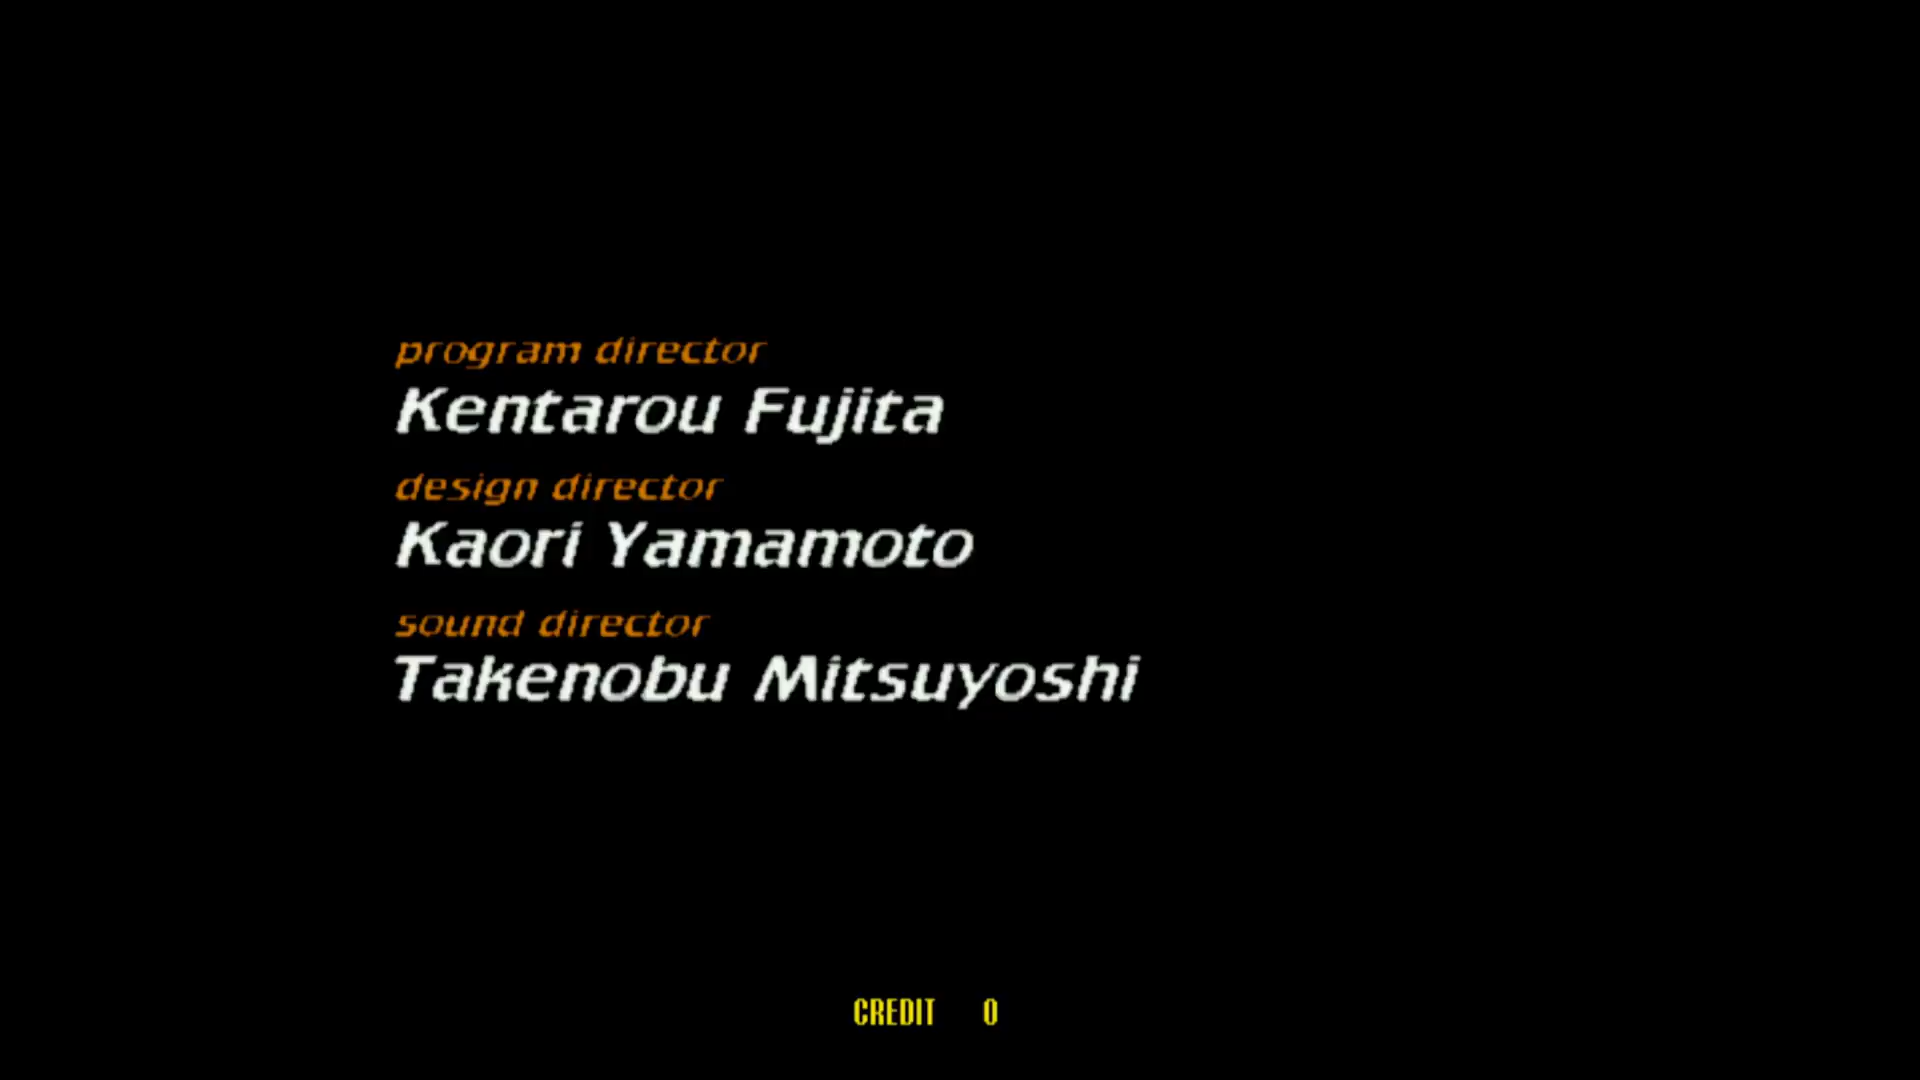 program director
Kentarou Fujita
design director
Kaori Yamamoto
sound director
Takenobu Mitsuyoshi
CREDIT 0